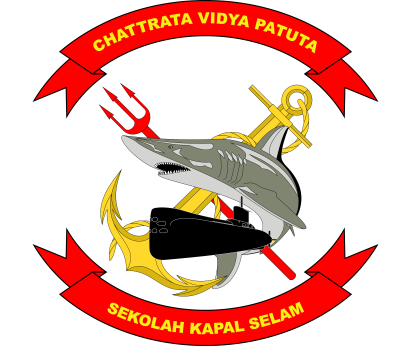 CHATTRATA VIDYA PATUTA
SEKOLAH KAPAL SELAM